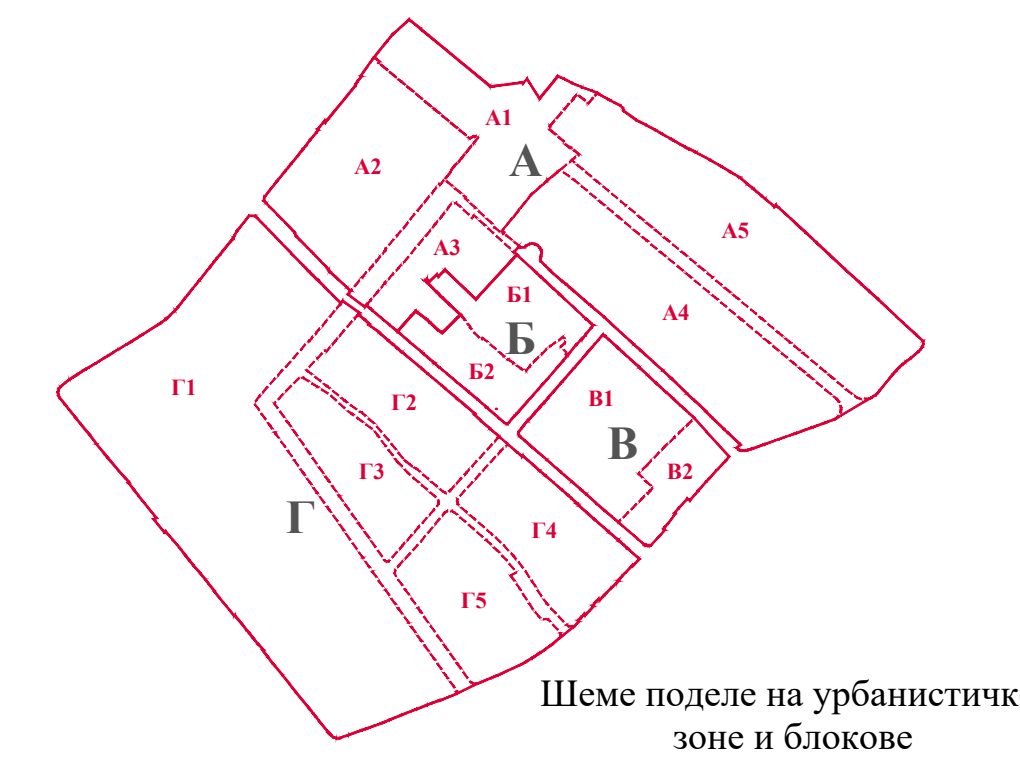 А1
А
А2
А5
А3
Б1
А4
Б
Б2
Г1
В1
Г2
В
Г3
В2
Г
Г4
Г5
Шеме поделе на урбанистичк
зоне и блокове